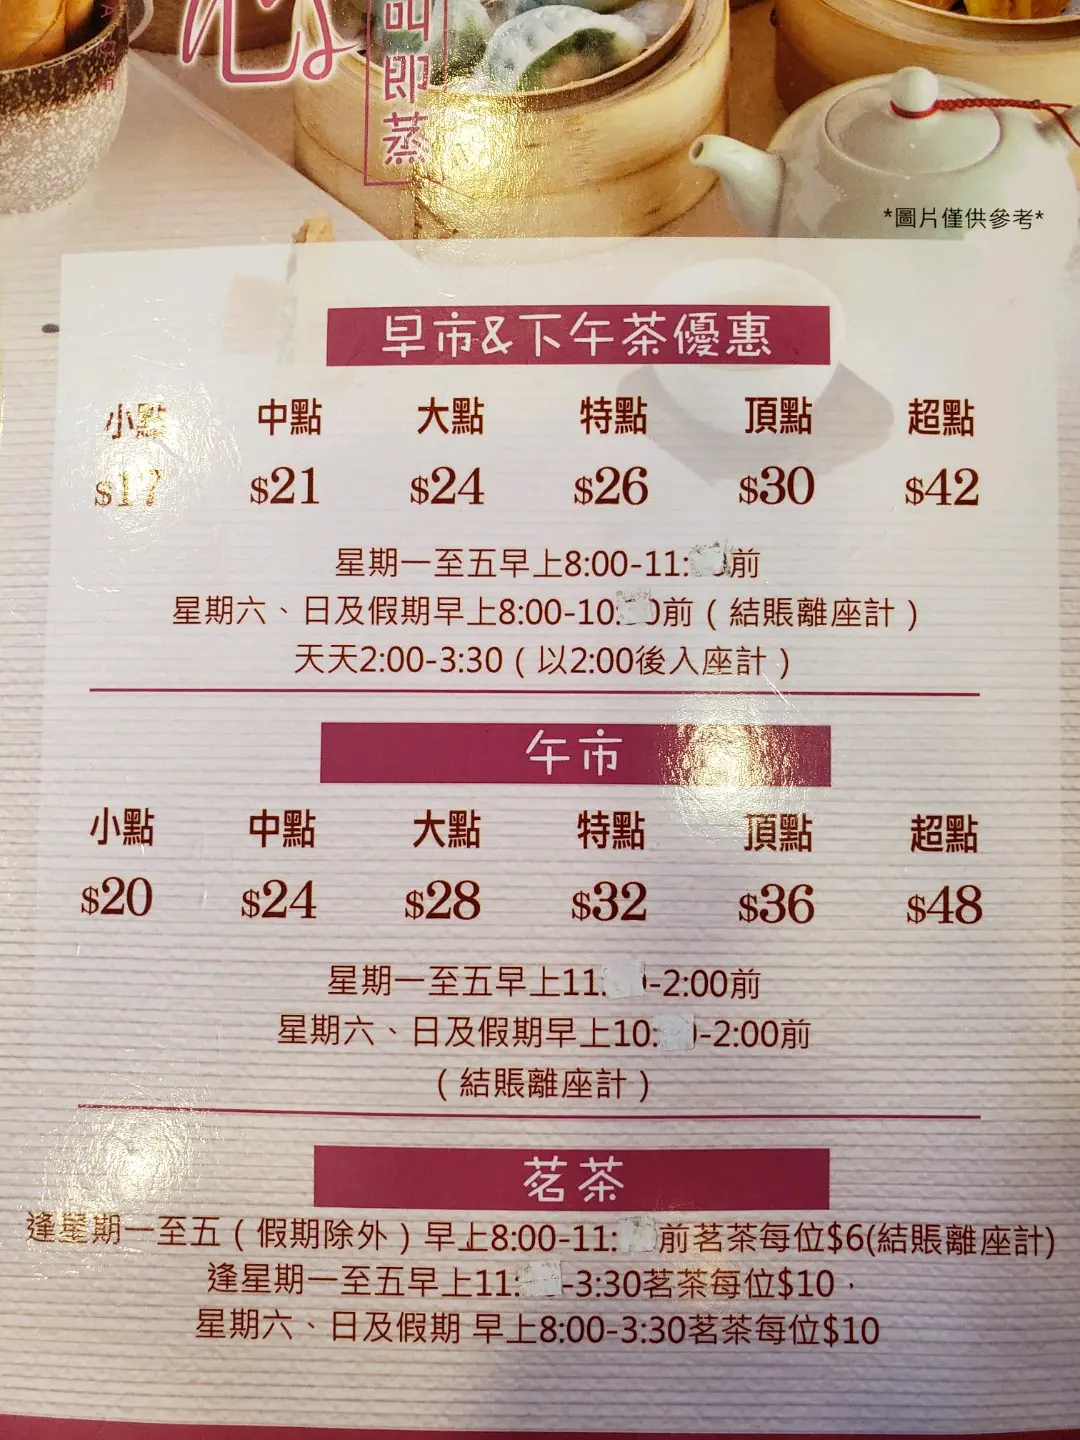 心
叫即蒸
*圖片僅供參考*
早市&下午茶優惠
小點 中點 大點 特點 頂點 超點
$17 $21 $24 $26 $30 $42
星期一至五早上8:00-11: 前
星期六、日及假期早上8:00-10: 0前（結賬離座計）
天天2:00-3:30（以2:00後入座計）
午市
小點 中點 大點 特點 頂點 超點
$20 $24 $28 $32 $36 $48
星期一至五早上11: -2:00前
星期六、日及假期早上10: -2:00前
（結賬離座計）
茗茶
逢星期一至五（假期除外）早上8:00-11: 前茗茶每位$6(結賬離座計)
逢星期一至五早上11: -3:30茗茶每位$10，
星期六、日及假期 早上8:00-3:30茗茶每位$10